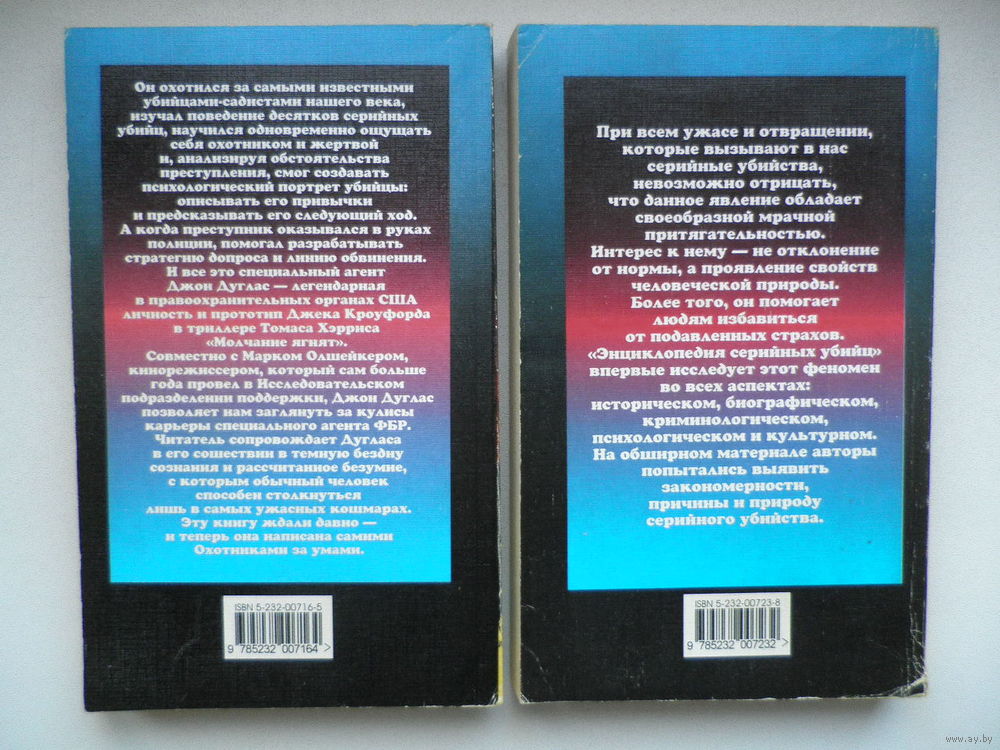 Он охотился за самыми известными
убийцами-садистами нашего века,
изучал поведение десятков серийных
убийц, научился одновременно ощущать
себя охотником и жертвой
и, анализируя обстоятельства
преступления, смог создавать
психологический портрет убийцы:
описывать его привычки
и предсказывать его следующий ход.
А когда преступник оказывался в руках
полиции, помогал разрабатывать
стратегию допроса и линию обвинения.
И все это специальный агент
Джон Дуглас — легендарная
в правоохранительных органах США
личность и прототип Джека Кроуфорда
в триллере Томаса Хэрриса
«Молчание ягнят».
Совместно с Марком Олшейкером,
кинорежиссером, который сам больше
года провел в Исследовательском
подразделении поддержки, Джон Дуглас
позволяет нам заглянуть за кулисы
карьеры специального агента ФБР.
Читатель сопровождает Дугласа
в его сошествии в темную бездну
сознания и рассчитанное безумие,
с которым обычный человек
способен столкнуться
лишь в самых ужасных кошмарах.
Эту книгу ждали давно —
и теперь она написана самими
Охотниками за умами.
ISBN 5-232-00716-5
9 785232 007164 >
При всем ужасе и отвращении,
которые вызывают в нас
серийные убийства,
невозможно отрицать,
что данное явление обладает
своеобразной мрачной
притягательностью.
Интерес к нему — не отклонение
от нормы, а проявление свойств
человеческой природы.
Более того, он помогает
людям избавиться
от подавленных страхов.
«Энциклопедия серийных убийц»
впервые исследует этот феномен
во всех аспектах:
историческом, биографическом,
криминологическом,
психологическом и культурном.
На обширном материале авторы
попытались выявить
закономерности,
причины и природу
серийного убийства.
ISBN 5-232-00723-8
9 785232 007232 >
www.ay.by